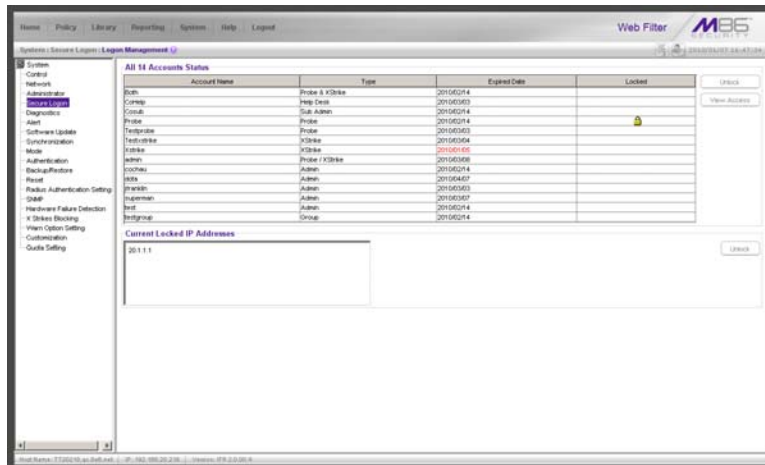 Home Policy Library Reporting System Help Logout
Web Filter
M86 SECURITY
System : Secure Logon : Logon Management
System
Control
Network
Administrator
Secure Logon
Diagnostics
Alert
Software Update
Synchronization
Mode
Authentication
Backup/Restore
Reset
Radius Authentication Setting
SNMP
Hardware Failure Detection
X Strikes Blocking
Warn Option Setting
Customization
Quota Setting
All 14 Accounts Status
Account Name Type Expired Date Locked
Both Probe & XStrike 2010/02/14
CoHelp Help Desk 2010/03/03
Cosub Sub Admin 2010/02/14
Probe Probe 2010/02/14
Testprobe Probe 2010/03/03
Testxstrike XStrike 2010/03/04
Xstrike XStrike 2010/01/05
admin Probe / XStrike 2010/03/08
cochau Admin 2010/02/14
dota Admin 2010/04/07
jfranklin Admin 2010/03/03
superman Admin 2010/03/07
test Admin 2010/02/14
testgroup Group 2010/02/14
Unlock
View Access
Current Locked IP Addresses
20.1.1.1
Unlock